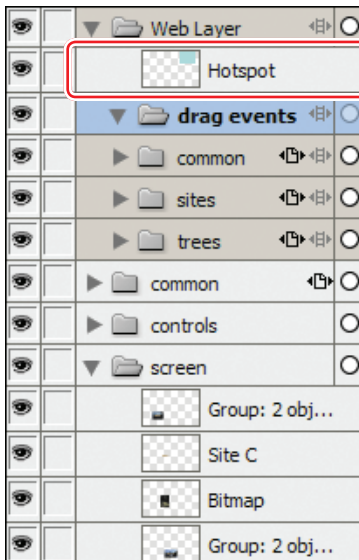 Web Layer
Hotspot
drag events
common
sites
trees
common
controls
screen
Group: 2 obj...
Site C
Bitmap
Group: 2 obj...